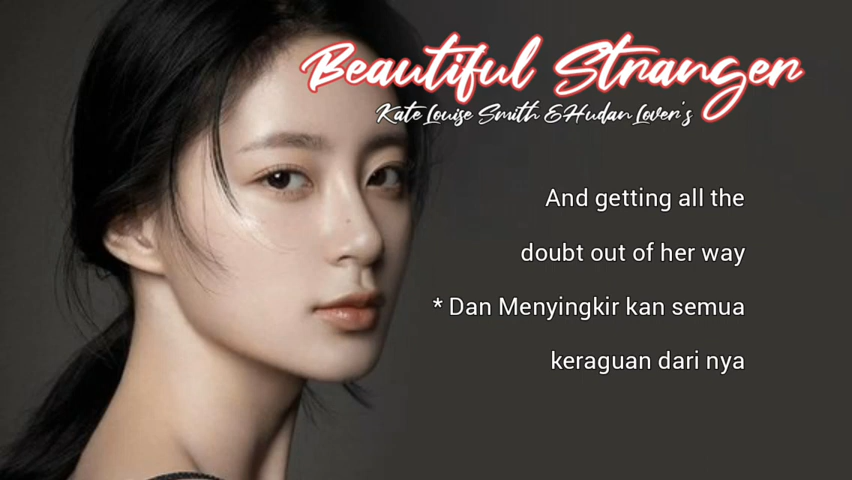 Beautiful Stranger
Kate Louise Smith & Hudan Lover's
And getting all the
doubt out of her way
* Dan Menyingkir kan semua
keraguan dari nya